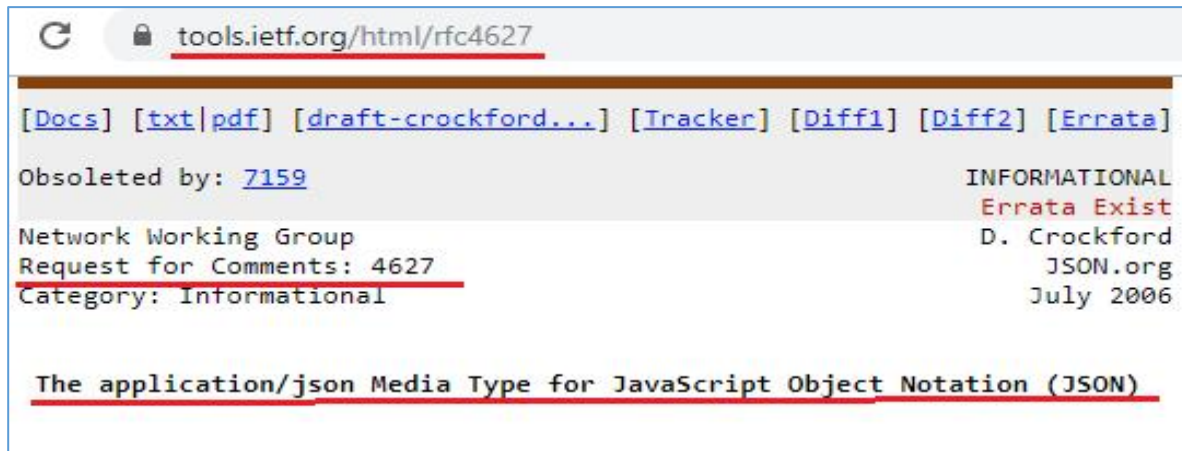 tools.ietf.org/html/rfc4627
[Docs] [txt|pdf] [draft-crockford...] [Tracker] [Diff1] [Diff2] [Errata]
Obsoleted by: 7159 INFORMATIONAL
Errata Exist
Network Working Group D. Crockford
Request for Comments: 4627 JSON.org
Category: Informational July 2006
The application/json Media Type for JavaScript Object Notation (JSON)